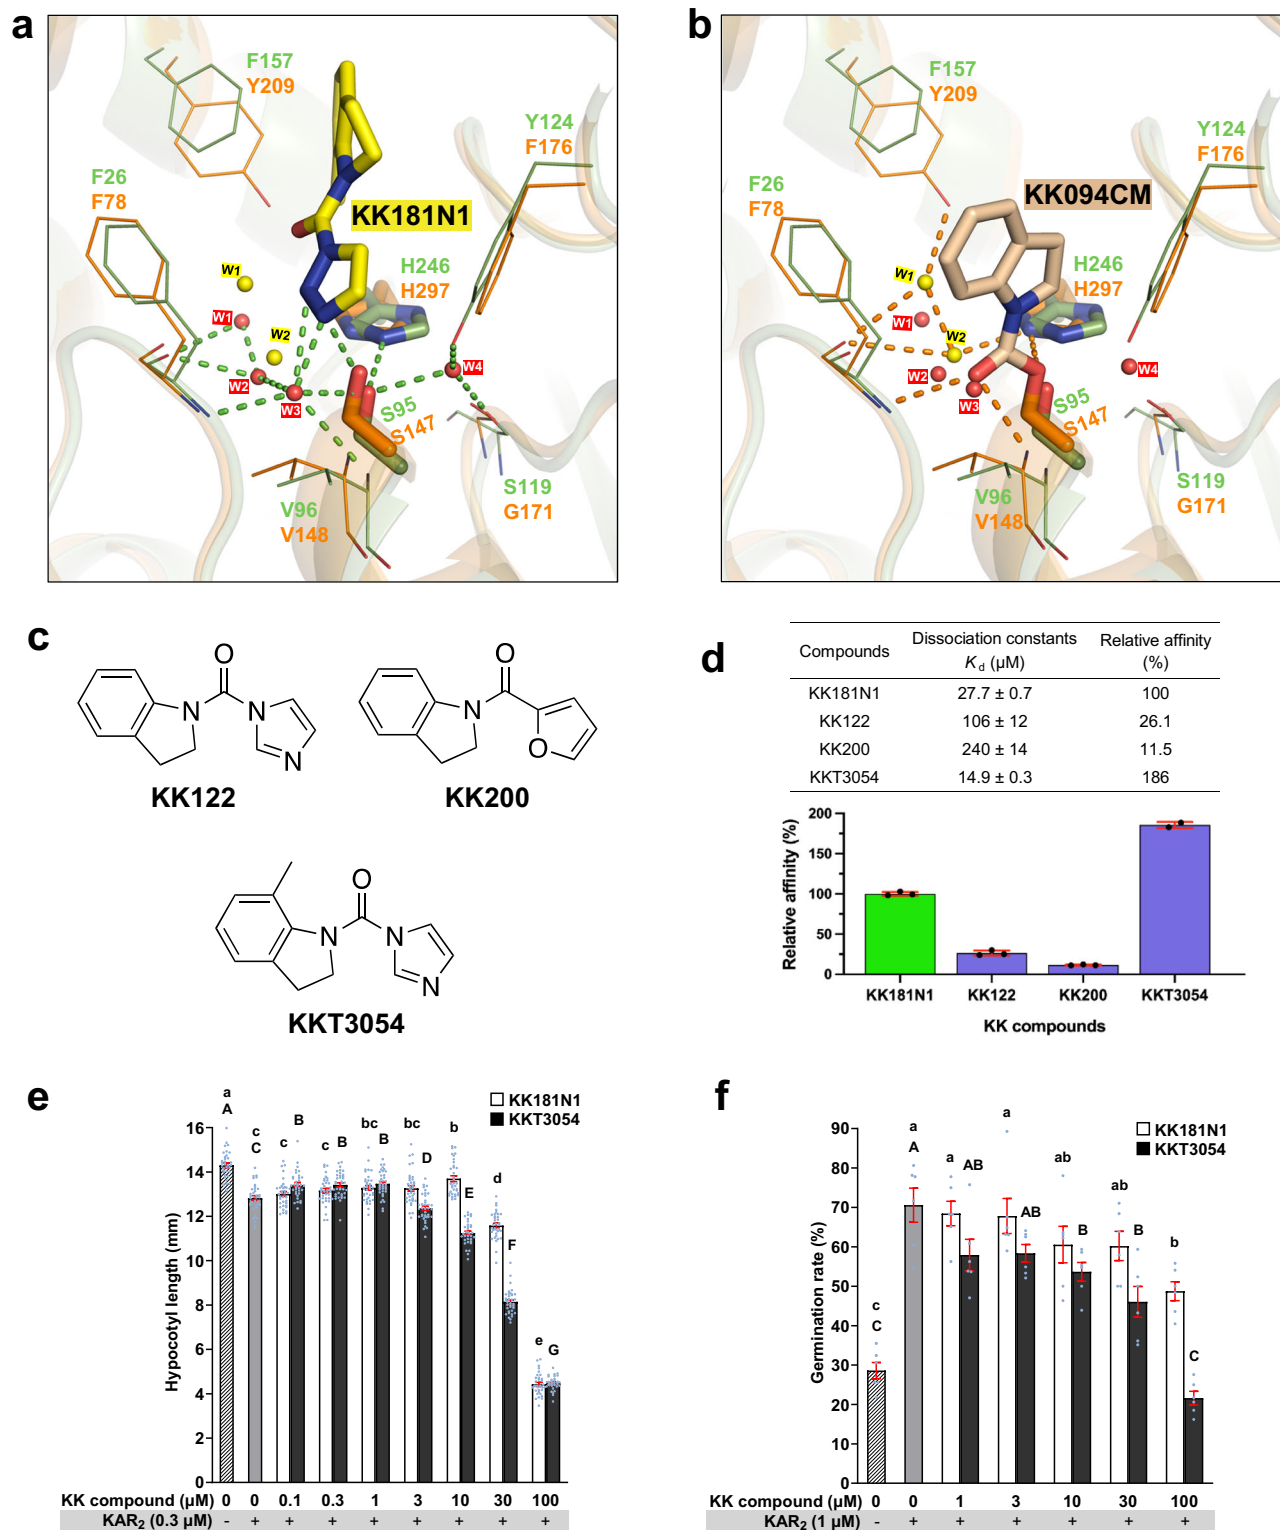 a
F157
Y209
Y124
F176
F26
F78
KK181N1
H246
H297
W1
W1
W2
W2
W3
W4
S95
S147
V96
V148
S119
G171
b
F157
Y209
Y124
F176
F26
F78
KK094CM
H246
H297
W1
W1
W2
W2
W3
W4
S95
S147
V96
V148
S119
G171
c
O
N
N
N
KK122
O
N
O
KK200
O
N
N
N
KKT3054
d
Compounds Dissociation constants Kd (µM) Relative affinity (%)
KK181N1 27.7 ± 0.7 100
KK122 106 ± 12 26.1
KK200 240 ± 14 11.5
KKT3054 14.9 ± 0.3 186
Relative affinity (%)
200
150
100
50
0
KK181N1 KK122 KK200 KKT3054
KK compounds
e
KK181N1
KKT3054
Hypocotyl length (mm)
16
14
12
10
8
6
4
2
0
a
A
c
C
c
B
c
B
bc
B
bc
D
b
E
d
F
e
G
KK compound (µM) 0 0 0.1 0.3 1 3 10 30 100
KAR2 (0.3 µM) - + + + + + + + +
f
KK181N1
KKT3054
Germination rate (%)
90
80
70
60
50
40
30
20
10
0
c
C
a
A
a
AB
a
AB
ab
B
ab
B
b
C
KK compound (µM) 0 0 1 3 10 30 100
KAR2 (1 µM) - + + + + + +